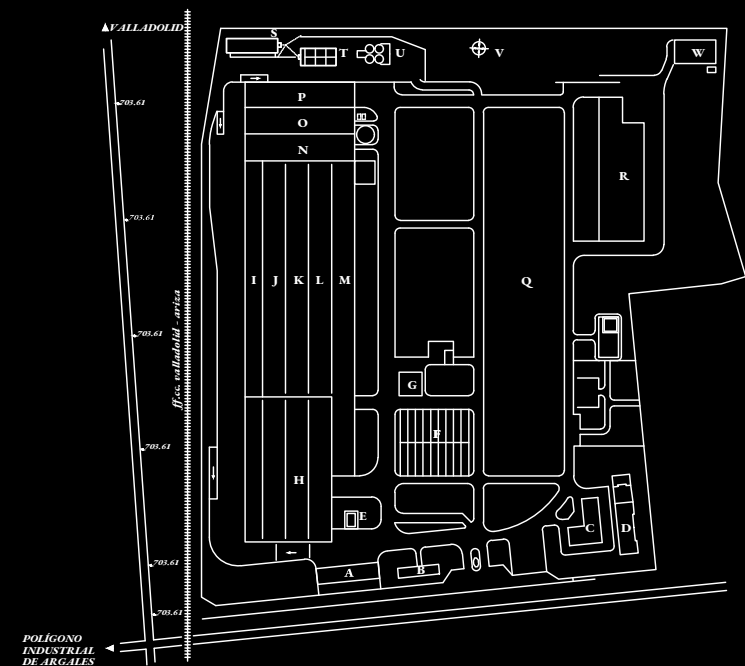 VALLADOLID
S
T
U
V
W
P
703.61
O
N
R
703.61
I
J
K
L
M
Q
703.61
ff.cc. valladolid - ariza
G
F
703.61
H
E
C
D
703.61
A
B
703.61
POLÍGONO
INDUSTRIAL
DE ARGALES